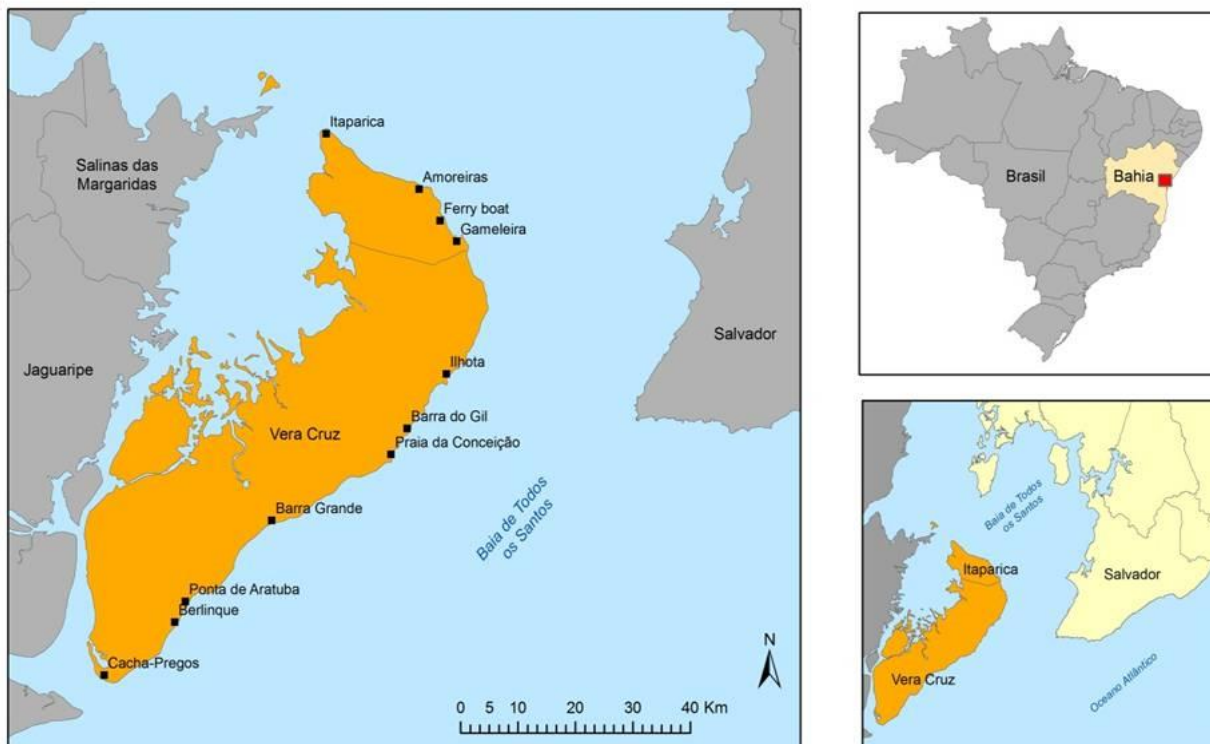 Itaparica
Salinas das
Margaridas
Amoreiras
Ferry boat
Gameleira
Salvador
Jaguaripe
Ilhota
Barra do Gil
Vera Cruz
Praia da Conceição
Barra Grande
Baia de Todos
os Santos
Ponta de Aratuba
Berlinque
Cacha-Pregos
N
0 5 10 20 30 40 Km
Brasil
Bahia
Baia de Todos
os Santos
Itaparica
Salvador
Vera Cruz
Oceano Atlântico